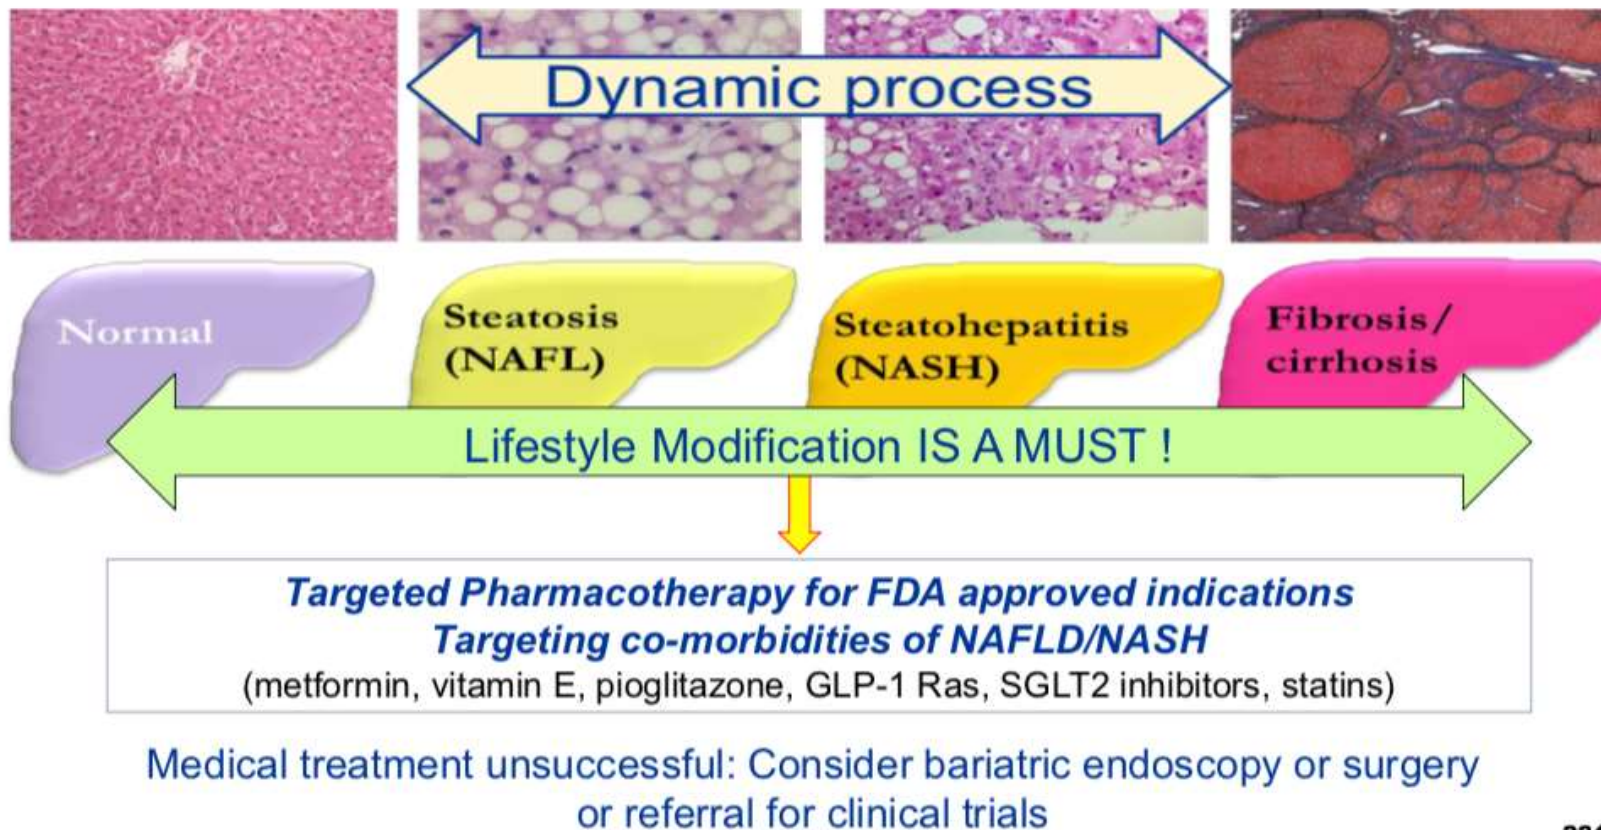 Dynamic process
Normal
Steatosis
(NAFL)
Steatohepatitis
(NASH)
Fibrosis/
cirrhosis
Lifestyle Modification IS A MUST !
Targeted Pharmacotherapy for FDA approved indications
Targeting co-morbidities of NAFLD/NASH
(metformin, vitamin E, pioglitazone, GLP-1 Ras, SGLT2 inhibitors, statins)
Medical treatment unsuccessful: Consider bariatric endoscopy or surgery
or referral for clinical trials